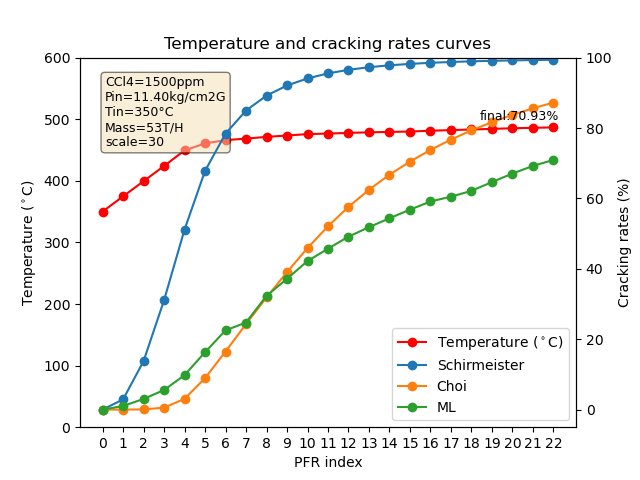 Temperature and cracking rates curves
CCl4=1500ppm
Pin=11.40kg/cm2G
Tin=350°C
Mass=53T/H
scale=30
final:70.93%
Temperature (°C)
600
500
400
300
200
100
0
Cracking rates (%)
100
80
60
40
20
0
Temperature (°C)
Schirmeister
Choi
ML
0 1 2 3 4 5 6 7 8 9 10 11 12 13 14 15 16 17 18 19 20 21 22
PFR index